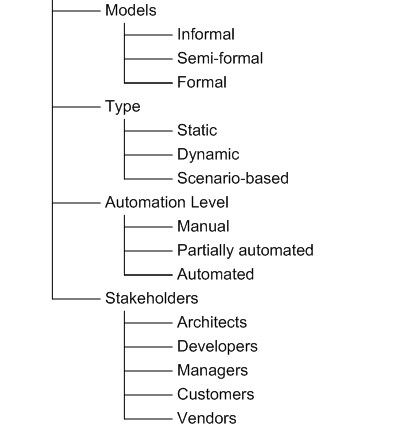 Models
Informal
Semi-formal
Formal
Type
Static
Dynamic
Scenario-based
Automation Level
Manual
Partially automated
Automated
Stakeholders
Architects
Developers
Managers
Customers
Vendors